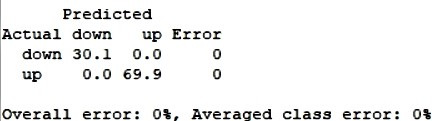 Predicted
Actual down up Error
down 30.1 0.0 0
up 0.0 69.9 0
Overall error: 0%, Averaged class error: 0%